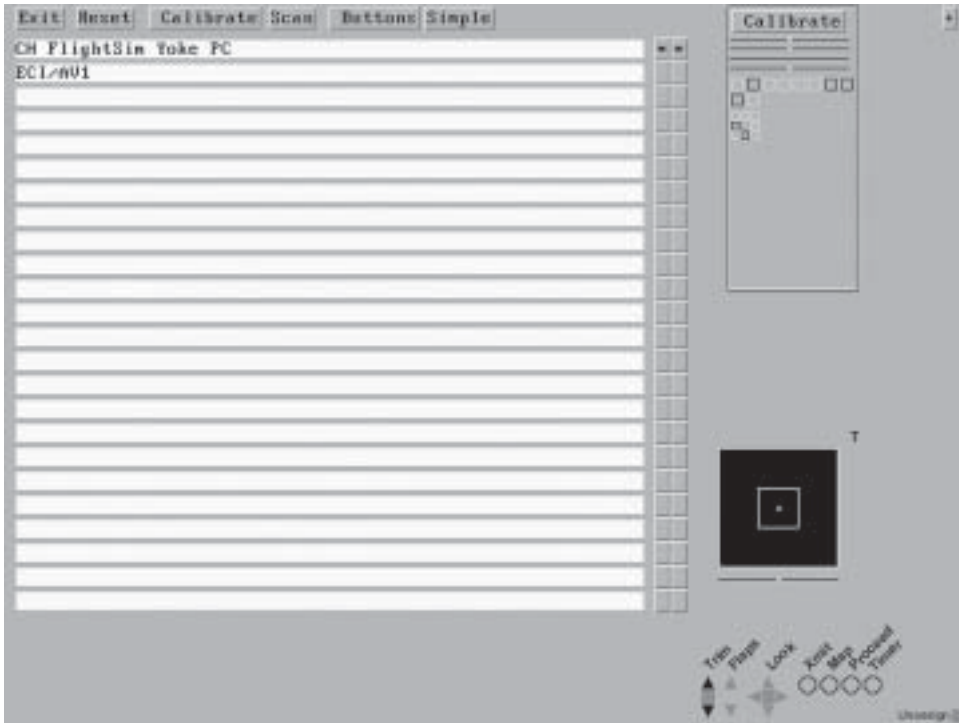 Exit Reset Calibrate Scan Buttons Simple
Calibrate
+
CH FlightSim Yoke PC
ECI/AV1
T
Trim Flaps Look Xmit Map Proceed Timer
Unassign